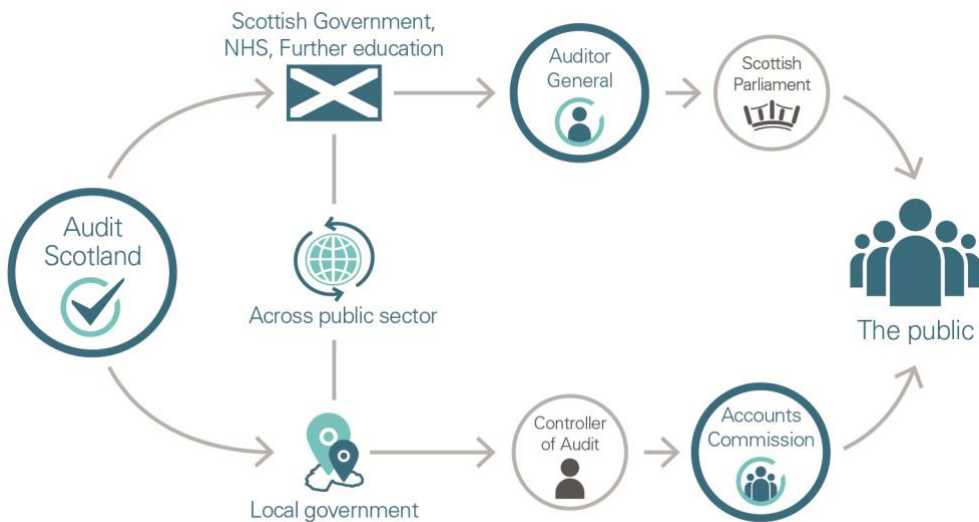 Scottish Government,
NHS, Further education
Auditor
General
Scottish
Parliament
Audit
Scotland
Across public sector
The public
Controller
of Audit
Accounts
Commission
Local government